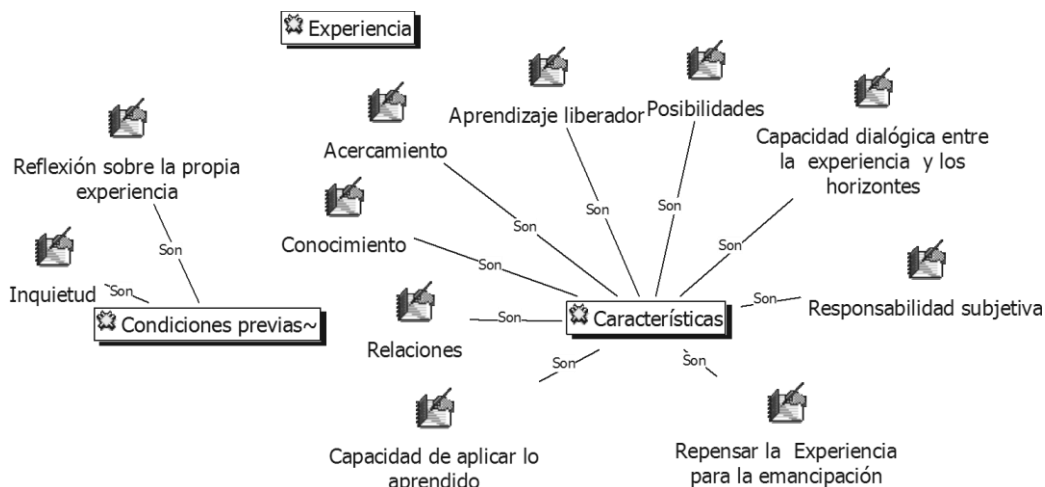 Experiencia
Aprendizaje liberador
Posibilidades
Capacidad dialógica entre
la experiencia y los
horizontes
Acercamiento
Reflexión sobre la propia
experiencia
Conocimiento
Son
Son
Son
Son
Son
Inquietud
Son
Son
Condiciones previas~
Relaciones
Son
Características
Son
Responsabilidad subjetiva
Son
Son
Capacidad de aplicar lo
aprendido
Repensar la Experiencia
para la emancipación